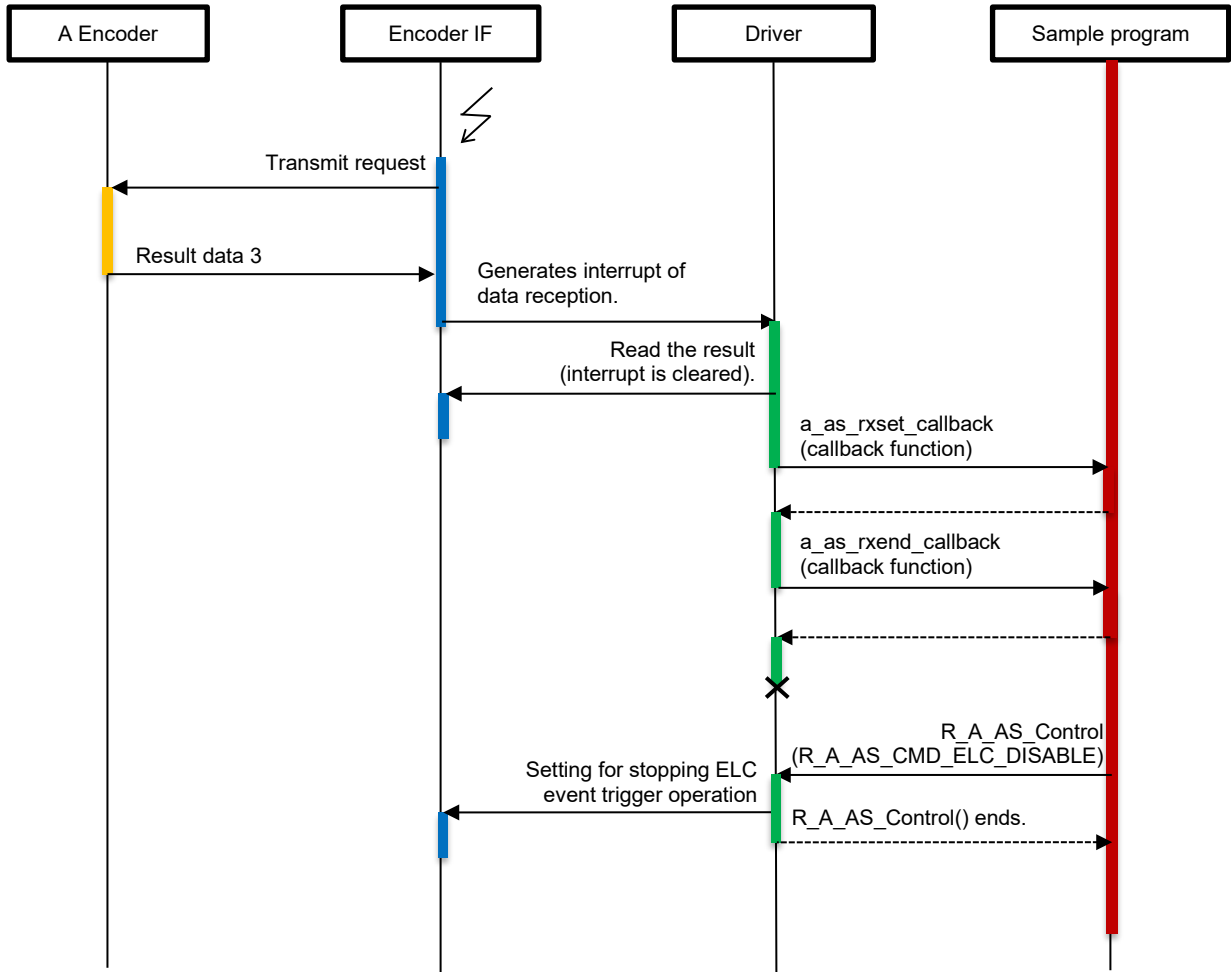 A Encoder
Encoder IF
Driver
Sample program
Transmit request
Result data 3
Generates interrupt of
data reception.
Read the result
(interrupt is cleared).
a_as_rxset_callback
(callback function)
a_as_rxend_callback
(callback function)
R_A_AS_Control
(R_A_AS_CMD_ELC_DISABLE)
Setting for stopping ELC
event trigger operation
R_A_AS_Control() ends.